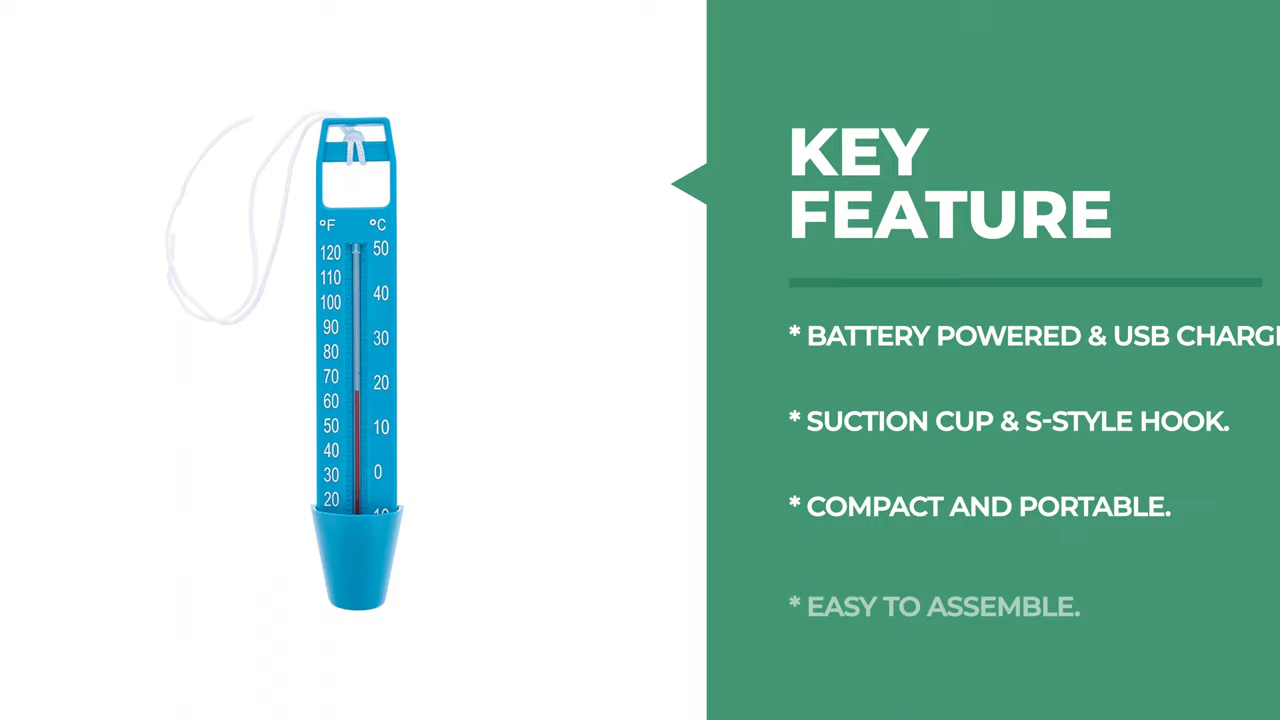 °F °C
120 50
110
100 40
90
80 30
70
60 20
50 10
40
30 0
20
KEY
FEATURE
* BATTERY POWERED & USB CHARG
* SUCTION CUP & S-STYLE HOOK.
* COMPACT AND PORTABLE.
* EASY TO ASSEMBLE.